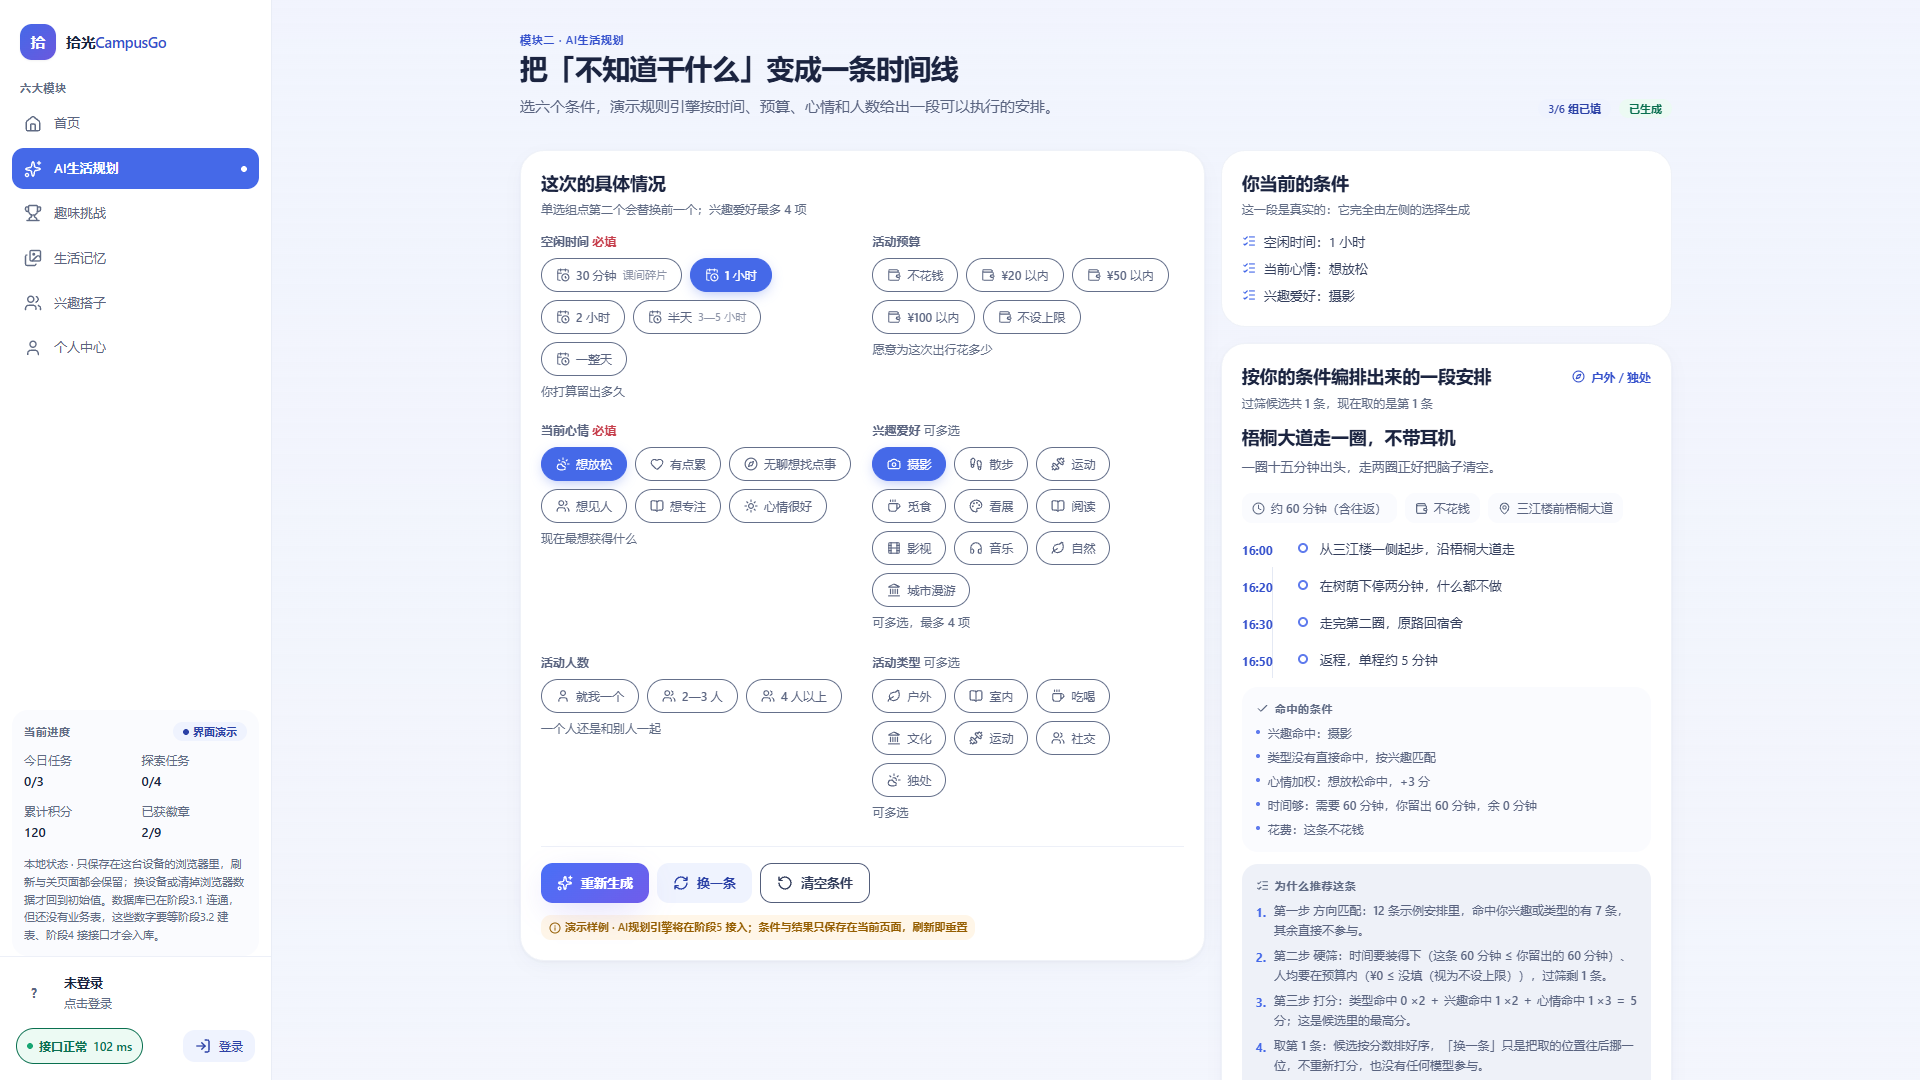 拾 拾光CampusGo
六大模块
首页
AI生活规划
趣味挑战
生活记忆
兴趣搭子
个人中心
当前进度 界面演示
今日任务 探索任务
0/3 0/4
累计积分 已获徽章
120 2/9
本地状态 · 只保存在这台设备的浏览器里，刷
新与关页面都会保留；换设备或清掉浏览器数
据才回到初始值。数据库已在阶段3.1 连通，
但还没有业务表，这些数字要等阶段3.2 建
表、阶段4 接接口才会入库。
? 未登录
点击登录
接口正常 102 ms 登录
模块二 · AI生活规划
把「不知道干什么」变成一条时间线
选六个条件，演示规则引擎按时间、预算、心情和人数给出一段可以执行的安排。
3/6 组已填 已生成
这次的具体情况
单选组点第二个会替换前一个；兴趣爱好最多 4 项
空闲时间 必填
30 分钟 课间碎片 1 小时
2 小时 半天 3—5 小时
一整天
你打算留出多久
活动预算
不花钱 ¥20 以内 ¥50 以内
¥100 以内 不设上限
愿意为这次出行花多少
当前心情 必填
想放松 有点累 无聊想找点事
想见人 想专注 心情很好
现在最想获得什么
兴趣爱好 可多选
摄影 散步 运动
觅食 看展 阅读
影视 音乐 自然
城市漫游
可多选，最多 4 项
活动人数
就我一个 2—3 人 4 人以上
一个人还是和别人一起
活动类型 可多选
户外 室内 吃喝
文化 运动 社交
独处
可多选
重新生成 换一条 清空条件
演示样例 · AI规划引擎将在阶段5 接入；条件与结果只保存在当前页面，刷新即重置
你当前的条件
这一段是真实的：它完全由左侧的选择生成
空闲时间：1 小时
当前心情：想放松
兴趣爱好：摄影
按你的条件编排出来的一段安排 户外 / 独处
过筛候选共 1 条，现在取的是第 1 条
梧桐大道走一圈，不带耳机
一圈十五分钟出头，走两圈正好把脑子清空。
约 60 分钟（含往返） 不花钱 三江楼前梧桐大道
16:00 从三江楼一侧起步，沿梧桐大道走
16:20 在树荫下停两分钟，什么都不做
16:30 走完第二圈，原路回宿舍
16:50 返程，单程约 5 分钟
命中的条件
兴趣命中：摄影
类型没有直接命中，按兴趣匹配
心情加权：想放松命中，+3 分
时间够：需要 60 分钟，你留出 60 分钟，余 0 分钟
花费：这条不花钱
为什么推荐这条
1. 第一步 方向匹配：12 条示例安排里，命中你兴趣或类型的有 7 条，
其余直接不参与。
2. 第二步 硬筛：时间要装得下（这条 60 分钟 ≤ 你留出的 60 分钟）、
人均要在预算内（¥0 ≤ 没填（视为不设上限）），过筛剩 1 条。
3. 第三步 打分：类型命中 0 ×2 + 兴趣命中 1 ×2 + 心情命中 1 ×3 = 5
分；这是候选里的最高分。
4. 取第 1 条：候选按分数排好序，「换一条」只是把取的位置往后挪一
位，不重新打分，也没有任何模型参与。